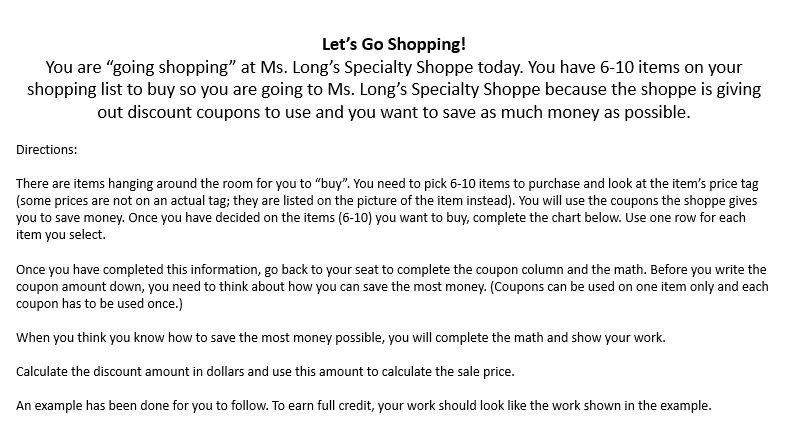 Let’s Go Shopping!
You are “going shopping” at Ms. Long’s Specialty Shoppe today. You have 6-10 items on your
shopping list to buy so you are going to Ms. Long’s Specialty Shoppe because the shoppe is giving
out discount coupons to use and you want to save as much money as possible.
Directions:
There are items hanging around the room for you to “buy”. You need to pick 6-10 items to purchase and look at the item’s price tag
(some prices are not on an actual tag; they are listed on the picture of the item instead). You will use the coupons the shoppe gives
you to save money. Once you have decided on the items (6-10) you want to buy, complete the chart below. Use one row for each
item you select.
Once you have completed this information, go back to your seat to complete the coupon column and the math. Before you write the
coupon amount down, you need to think about how you can save the most money. (Coupons can be used on one item only and each
coupon has to be used once.)
When you think you know how to save the most money possible, you will complete the math and show your work.
Calculate the discount amount in dollars and use this amount to calculate the sale price.
An example has been done for you to follow. To earn full credit, your work should look like the work shown in the example.